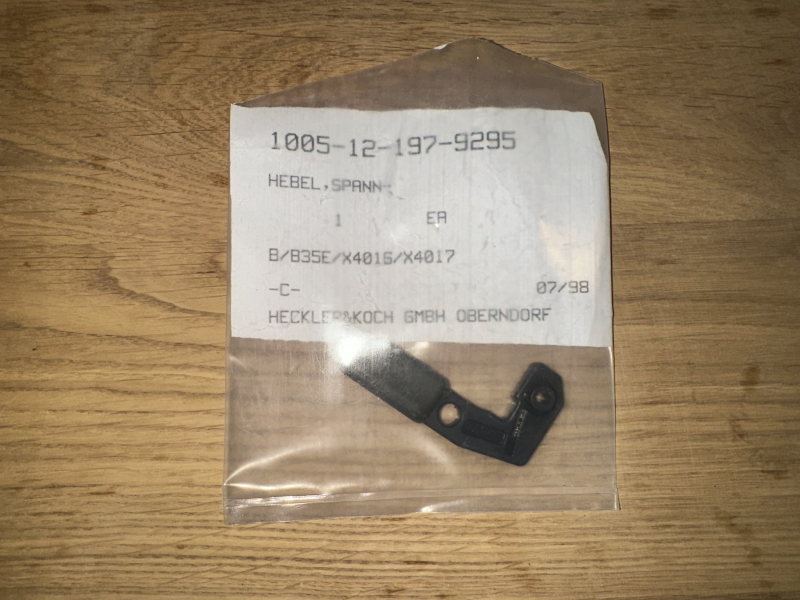 1005-12-197-9295
HEBEL,SPANN-
1 EA
B/B35E/X4016/X4017
-C- 07/98
HECKLER&KOCH GMBH OBERNDORF